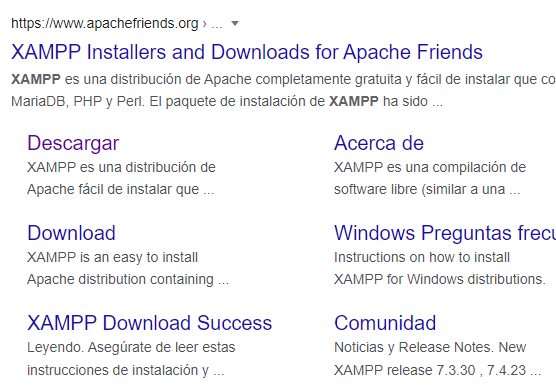 https://www.apachefriends.org › ...
XAMPP Installers and Downloads for Apache Friends
XAMPP es una distribución de Apache completamente gratuita y fácil de instalar que co
MariaDB, PHP y Perl. El paquete de instalación de XAMPP ha sido ...
Descargar
XAMPP es una distribución de
Apache fácil de instalar que ...
Acerca de
XAMPP es una compilación de
software libre (similar a una ...
Download
XAMPP is an easy to install
Apache distribution containing ...
Windows Preguntas frecu
Instructions on how to install
XAMPP for Windows distributions.
XAMPP Download Success
Leyendo. Asegúrate de leer estas
instrucciones de instalación y ...
Comunidad
Noticias y Release Notes. New
XAMPP release 7.3.30 , 7.4.23 ...